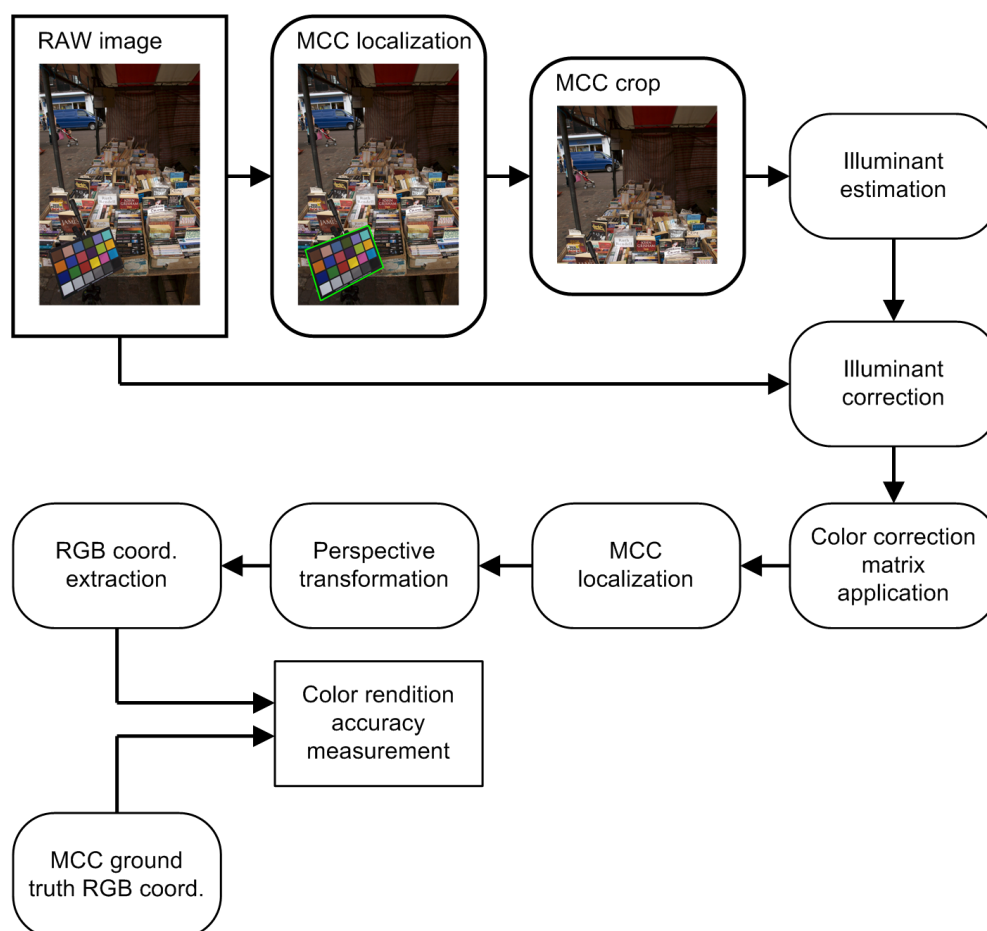 RAW image
MCC localization
MCC crop
Illuminant
estimation
Illuminant
correction
Color correction
matrix
application
MCC
localization
Perspective
transformation
RGB coord.
extraction
Color rendition
accuracy
measurement
MCC ground
truth RGB coord.